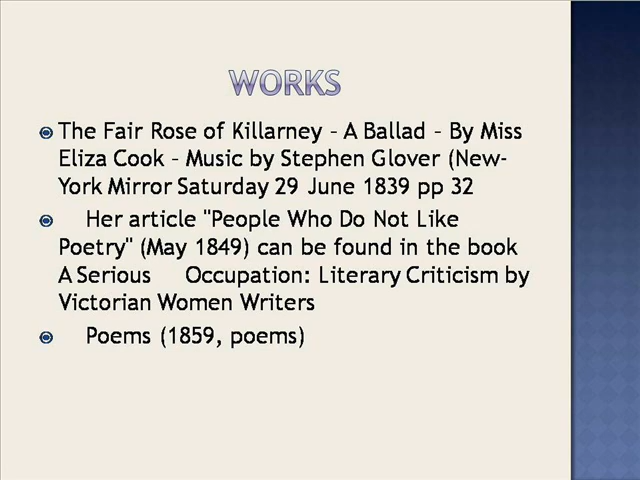 WORKS
The Fair Rose of Killarney – A Ballad – By Miss
Eliza Cook – Music by Stephen Glover (New-
York Mirror Saturday 29 June 1839 pp 32
Her article "People Who Do Not Like
Poetry" (May 1849) can be found in the book
A Serious Occupation: Literary Criticism by
Victorian Women Writers
Poems (1859, poems)